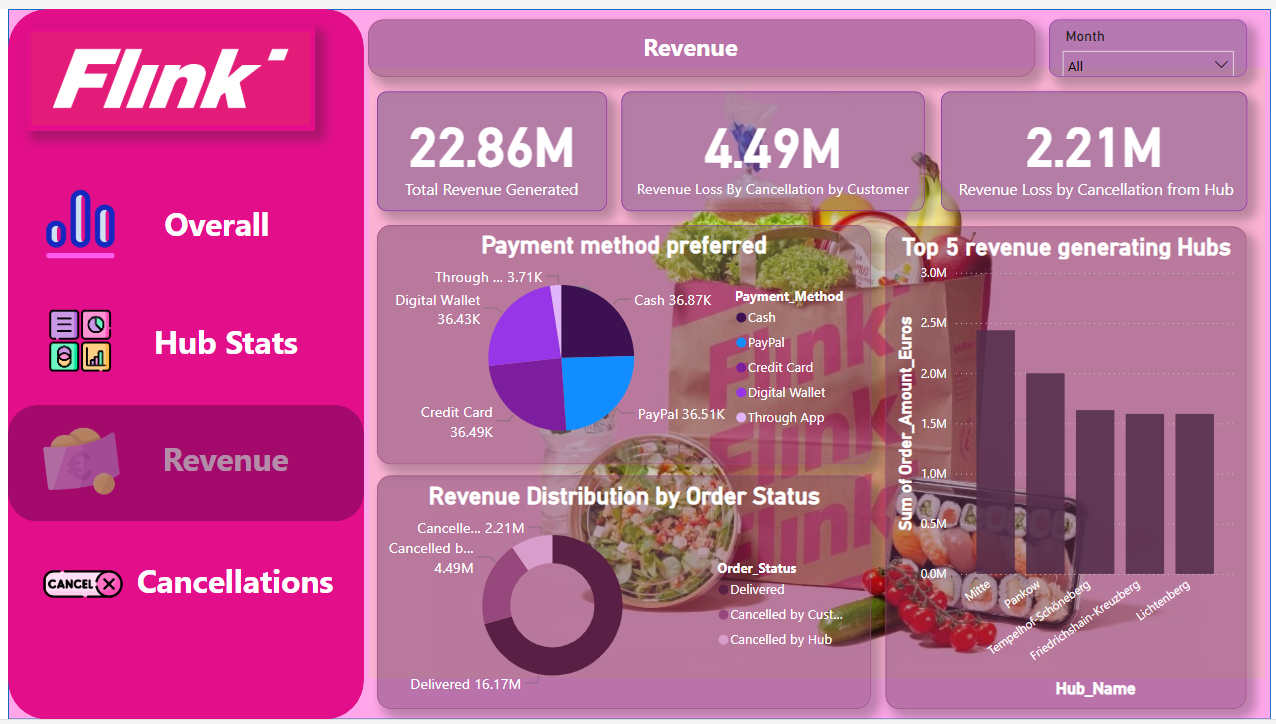 Flink
Overall
Hub Stats
Revenue
CANCEL
Cancellations
Revenue
Month
All
22.86M
Total Revenue Generated
4.49M
Revenue Loss By Cancellation by Customer
2.21M
Revenue Loss by Cancellation from Hub
Payment method preferred
Through ... 3.71K
Digital Wallet
36.43K
Cash 36.87K
Credit Card
36.49K
PayPal 36.51K
Payment_Method
Cash
PayPal
Credit Card
Digital Wallet
Through App
Revenue Distribution by Order Status
Cancelle... 2.21M
Cancelled b...
4.49M
Delivered 16.17M
Order_Status
Delivered
Cancelled by Cust...
Cancelled by Hub
Top 5 revenue generating Hubs
Sum of Order_Amount_Euros
3.0M
2.5M
2.0M
1.5M
1.0M
0.5M
0.0M
Mitte
Pankow
Tempelhof-Schöneberg
Friedrichshain-Kreuzberg
Lichtenberg
Hub_Name
Flink
Flink
Flink
Flink